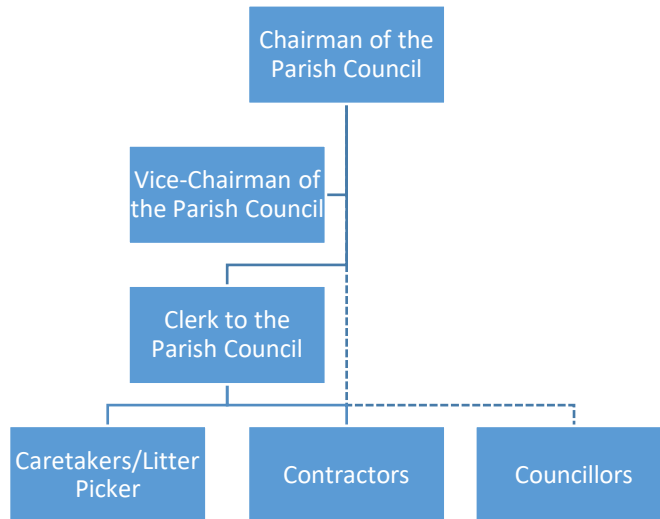 Chairman of the
Parish Council
Vice-Chairman of
the Parish Council
Clerk to the
Parish Council
Caretakers/Litter
Picker
Contractors
Councillors